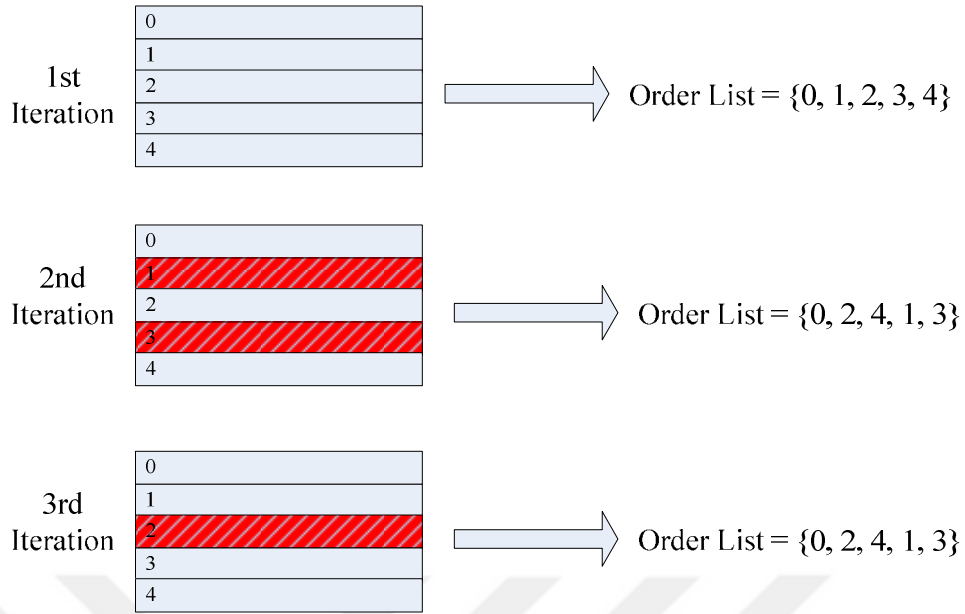 0
1
2
3
4
1st
Iteration
Order List = {0, 1, 2, 3, 4}
0
1
2
3
4
2nd
Iteration
Order List = {0, 2, 4, 1, 3}
0
1
2
3
4
3rd
Iteration
Order List = {0, 2, 4, 1, 3}